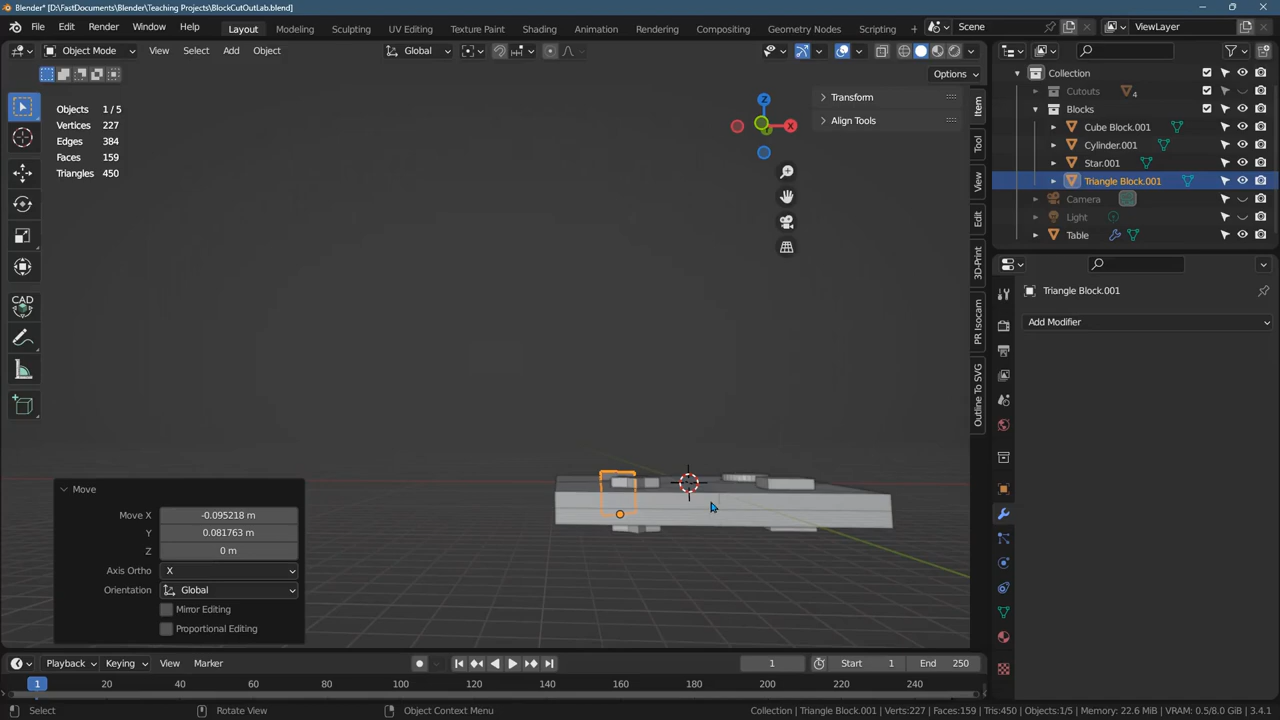 Blender* [D:\FastDocuments\Blender\Teaching Projects\BlockCutOutLab.blend]
File Edit Render Window Help Layout Modeling Sculpting UV Editing Texture Paint Shading Animation Rendering Compositing Geometry Nodes Scripting Scene ViewLayer
Object Mode View Select Add Object Global
Options
Objects 1 / 5
Vertices 227
Edges 384
Faces 159
Triangles 450
Z
X
Transform
Align Tools
Item
Tool
View
Edit
3D-Print
PR Isocam
Outline To SVG
CAD
Collection
Cutouts 4
Blocks
Cube Block.001
Cylinder.001
Star.001
Triangle Block.001
Camera
Light
Table
Triangle Block.001
Add Modifier
Move
Move X -0.095218 m
Y 0.081763 m
Z 0 m
Axis Ortho X
Orientation Global
Mirror Editing
Proportional Editing
Playback Keying View Marker 1 Start 1 End 250
1 20 40 60 80 100 120 140 160 180 200 220 240
Select Rotate View Object Context Menu Collection | Triangle Block.001 | Verts:227 | Faces:159 | Tris:450 | Objects:1/5 | Memory: 22.6 MiB | VRAM: 0.5/8.0 GiB | 3.4.1